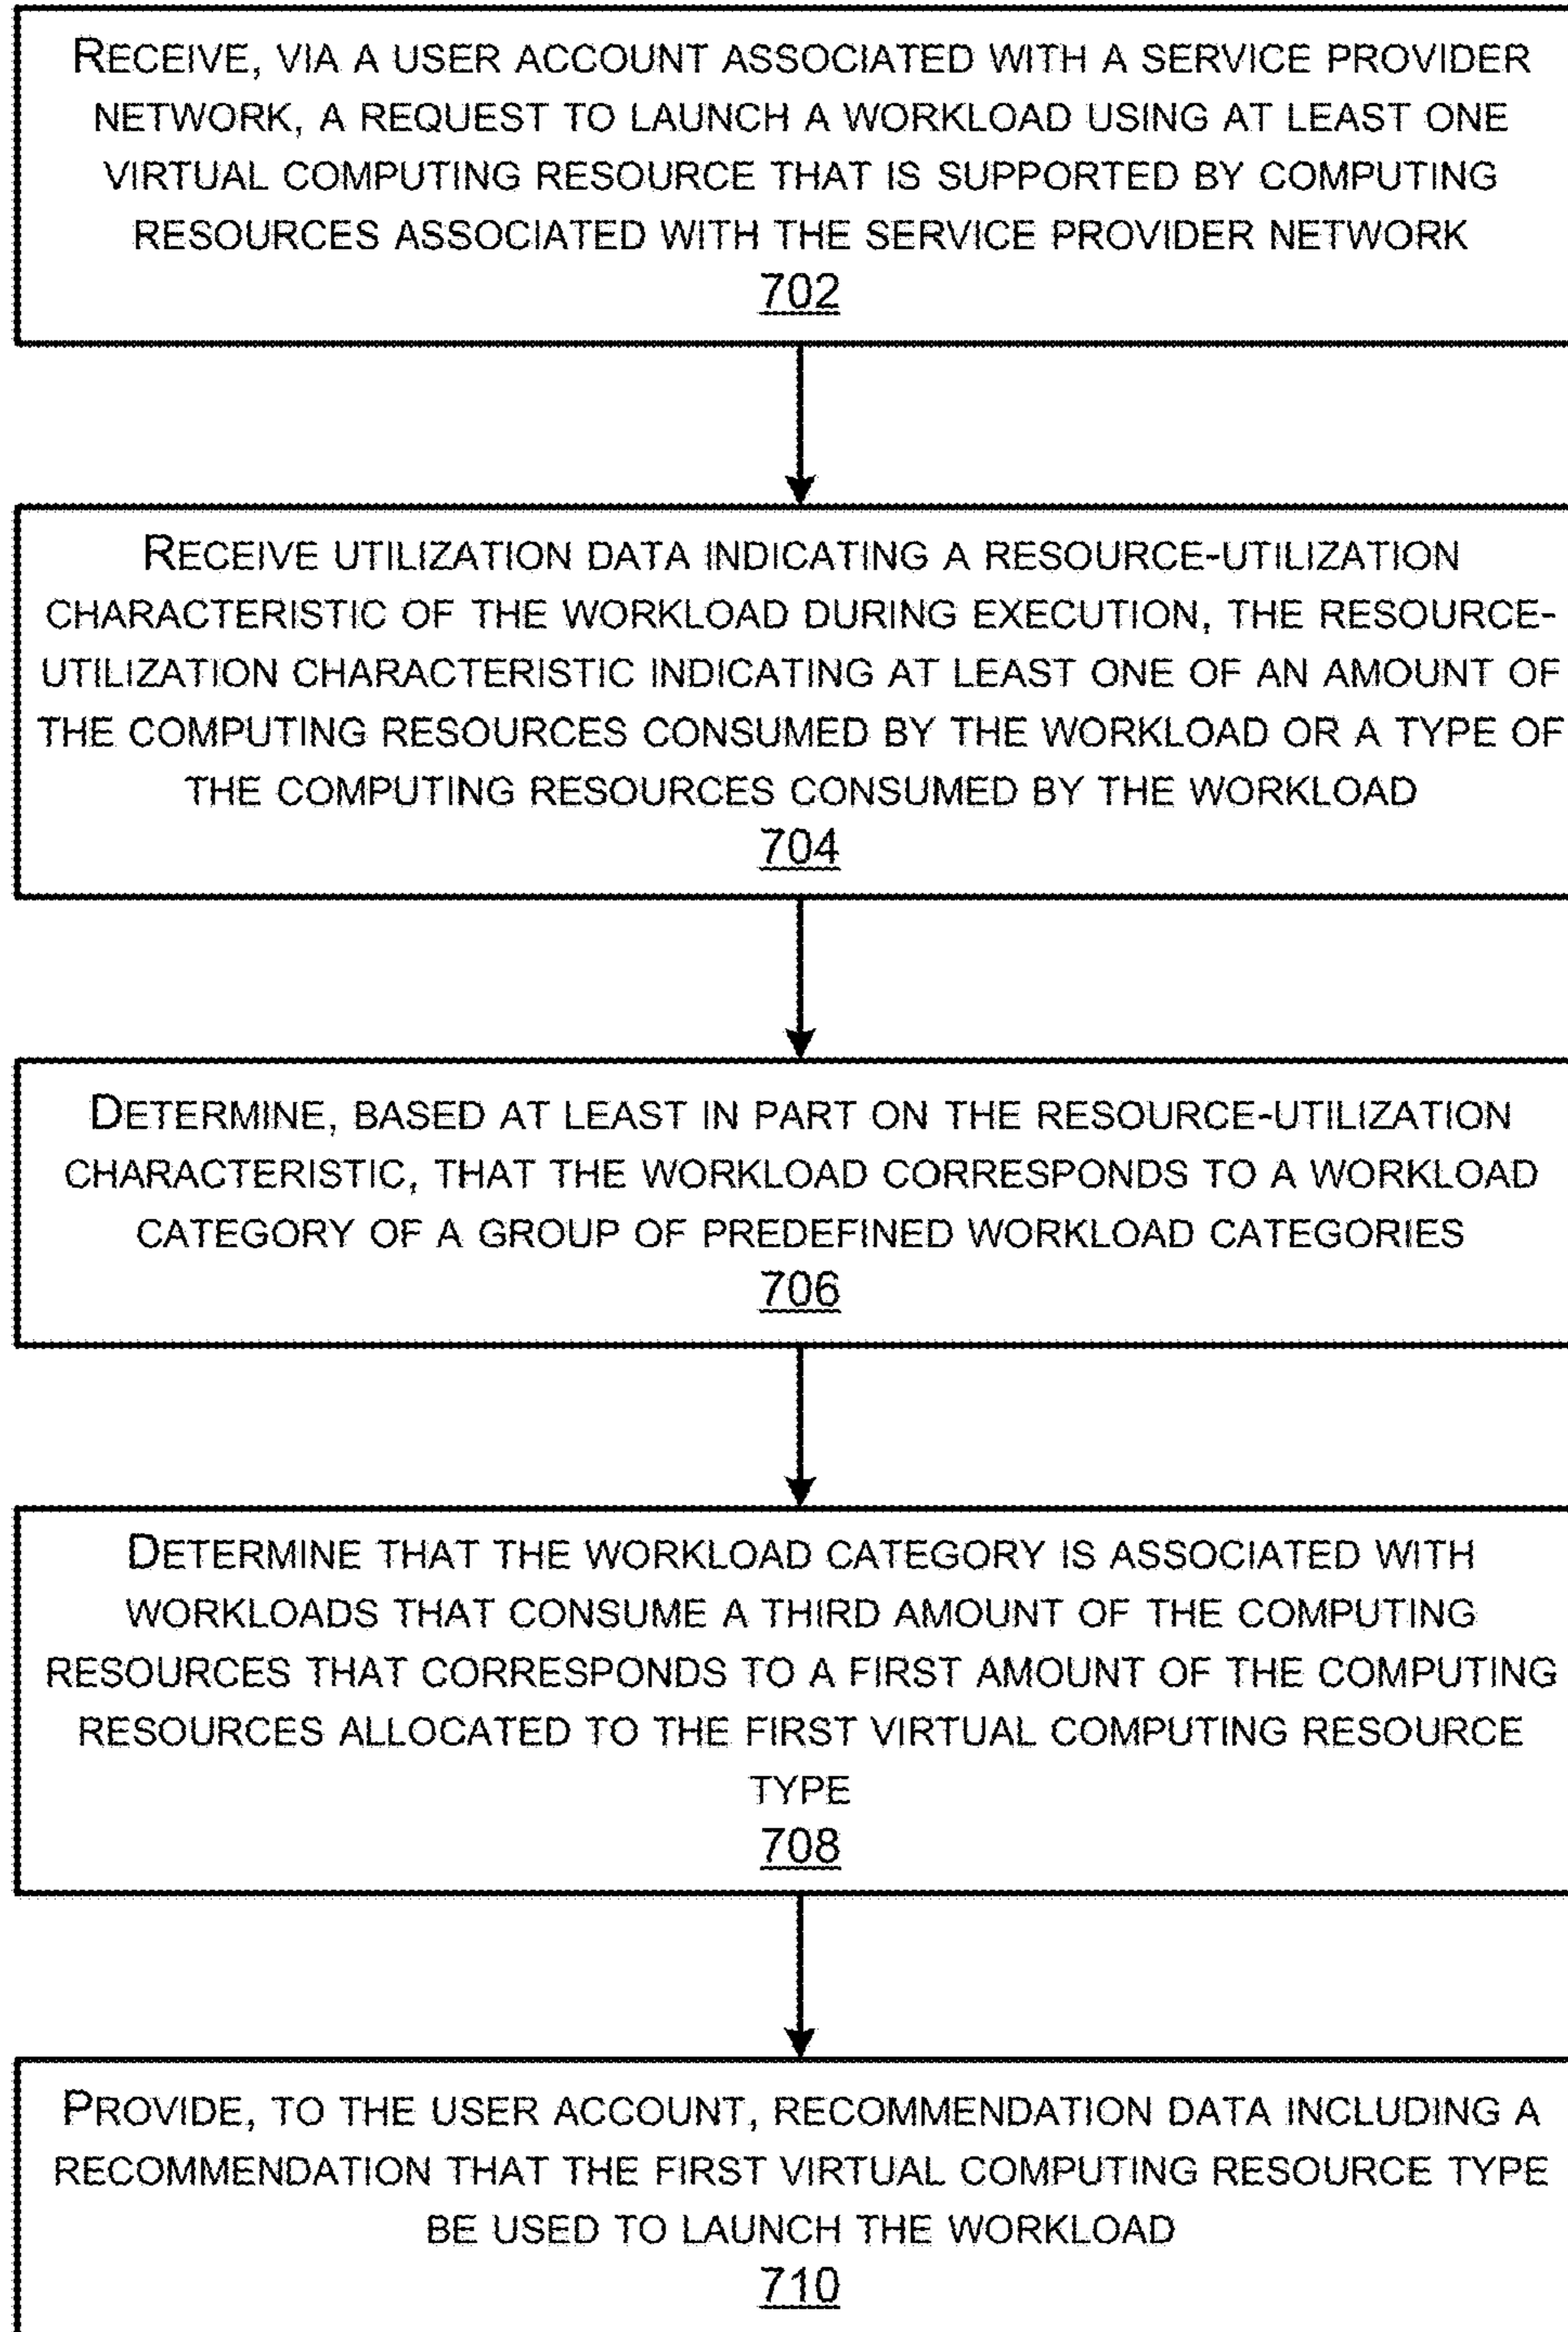 RECEIVE, VIA A USER ACCOUNT ASSOCIATED WITH A SERVICE PROVIDER
NETWORK, A REQUEST TO LAUNCH A WORKLOAD USING AT LEAST ONE
VIRTUAL COMPUTING RESOURCE THAT IS SUPPORTED BY COMPUTING
RESOURCES ASSOCIATED WITH THE SERVICE PROVIDER NETWORK
702
RECEIVE UTILIZATION DATA INDICATING A RESOURCE-UTILIZATION
CHARACTERISTIC OF THE WORKLOAD DURING EXECUTION, THE RESOURCE-
UTILIZATION CHARACTERISTIC INDICATING AT LEAST ONE OF AN AMOUNT OF
THE COMPUTING RESOURCES CONSUMED BY THE WORKLOAD OR A TYPE OF
THE COMPUTING RESOURCES CONSUMED BY THE WORKLOAD
704
DETERMINE, BASED AT LEAST IN PART ON THE RESOURCE-UTILIZATION
CHARACTERISTIC, THAT THE WORKLOAD CORRESPONDS TO A WORKLOAD
CATEGORY OF A GROUP OF PREDEFINED WORKLOAD CATEGORIES
706
DETERMINE THAT THE WORKLOAD CATEGORY IS ASSOCIATED WITH
WORKLOADS THAT CONSUME A THIRD AMOUNT OF THE COMPUTING
RESOURCES THAT CORRESPONDS TO A FIRST AMOUNT OF THE COMPUTING
RESOURCES ALLOCATED TO THE FIRST VIRTUAL COMPUTING RESOURCE
TYPE
708
PROVIDE, TO THE USER ACCOUNT, RECOMMENDATION DATA INCLUDING A
RECOMMENDATION THAT THE FIRST VIRTUAL COMPUTING RESOURCE TYPE
BE USED TO LAUNCH THE WORKLOAD
710